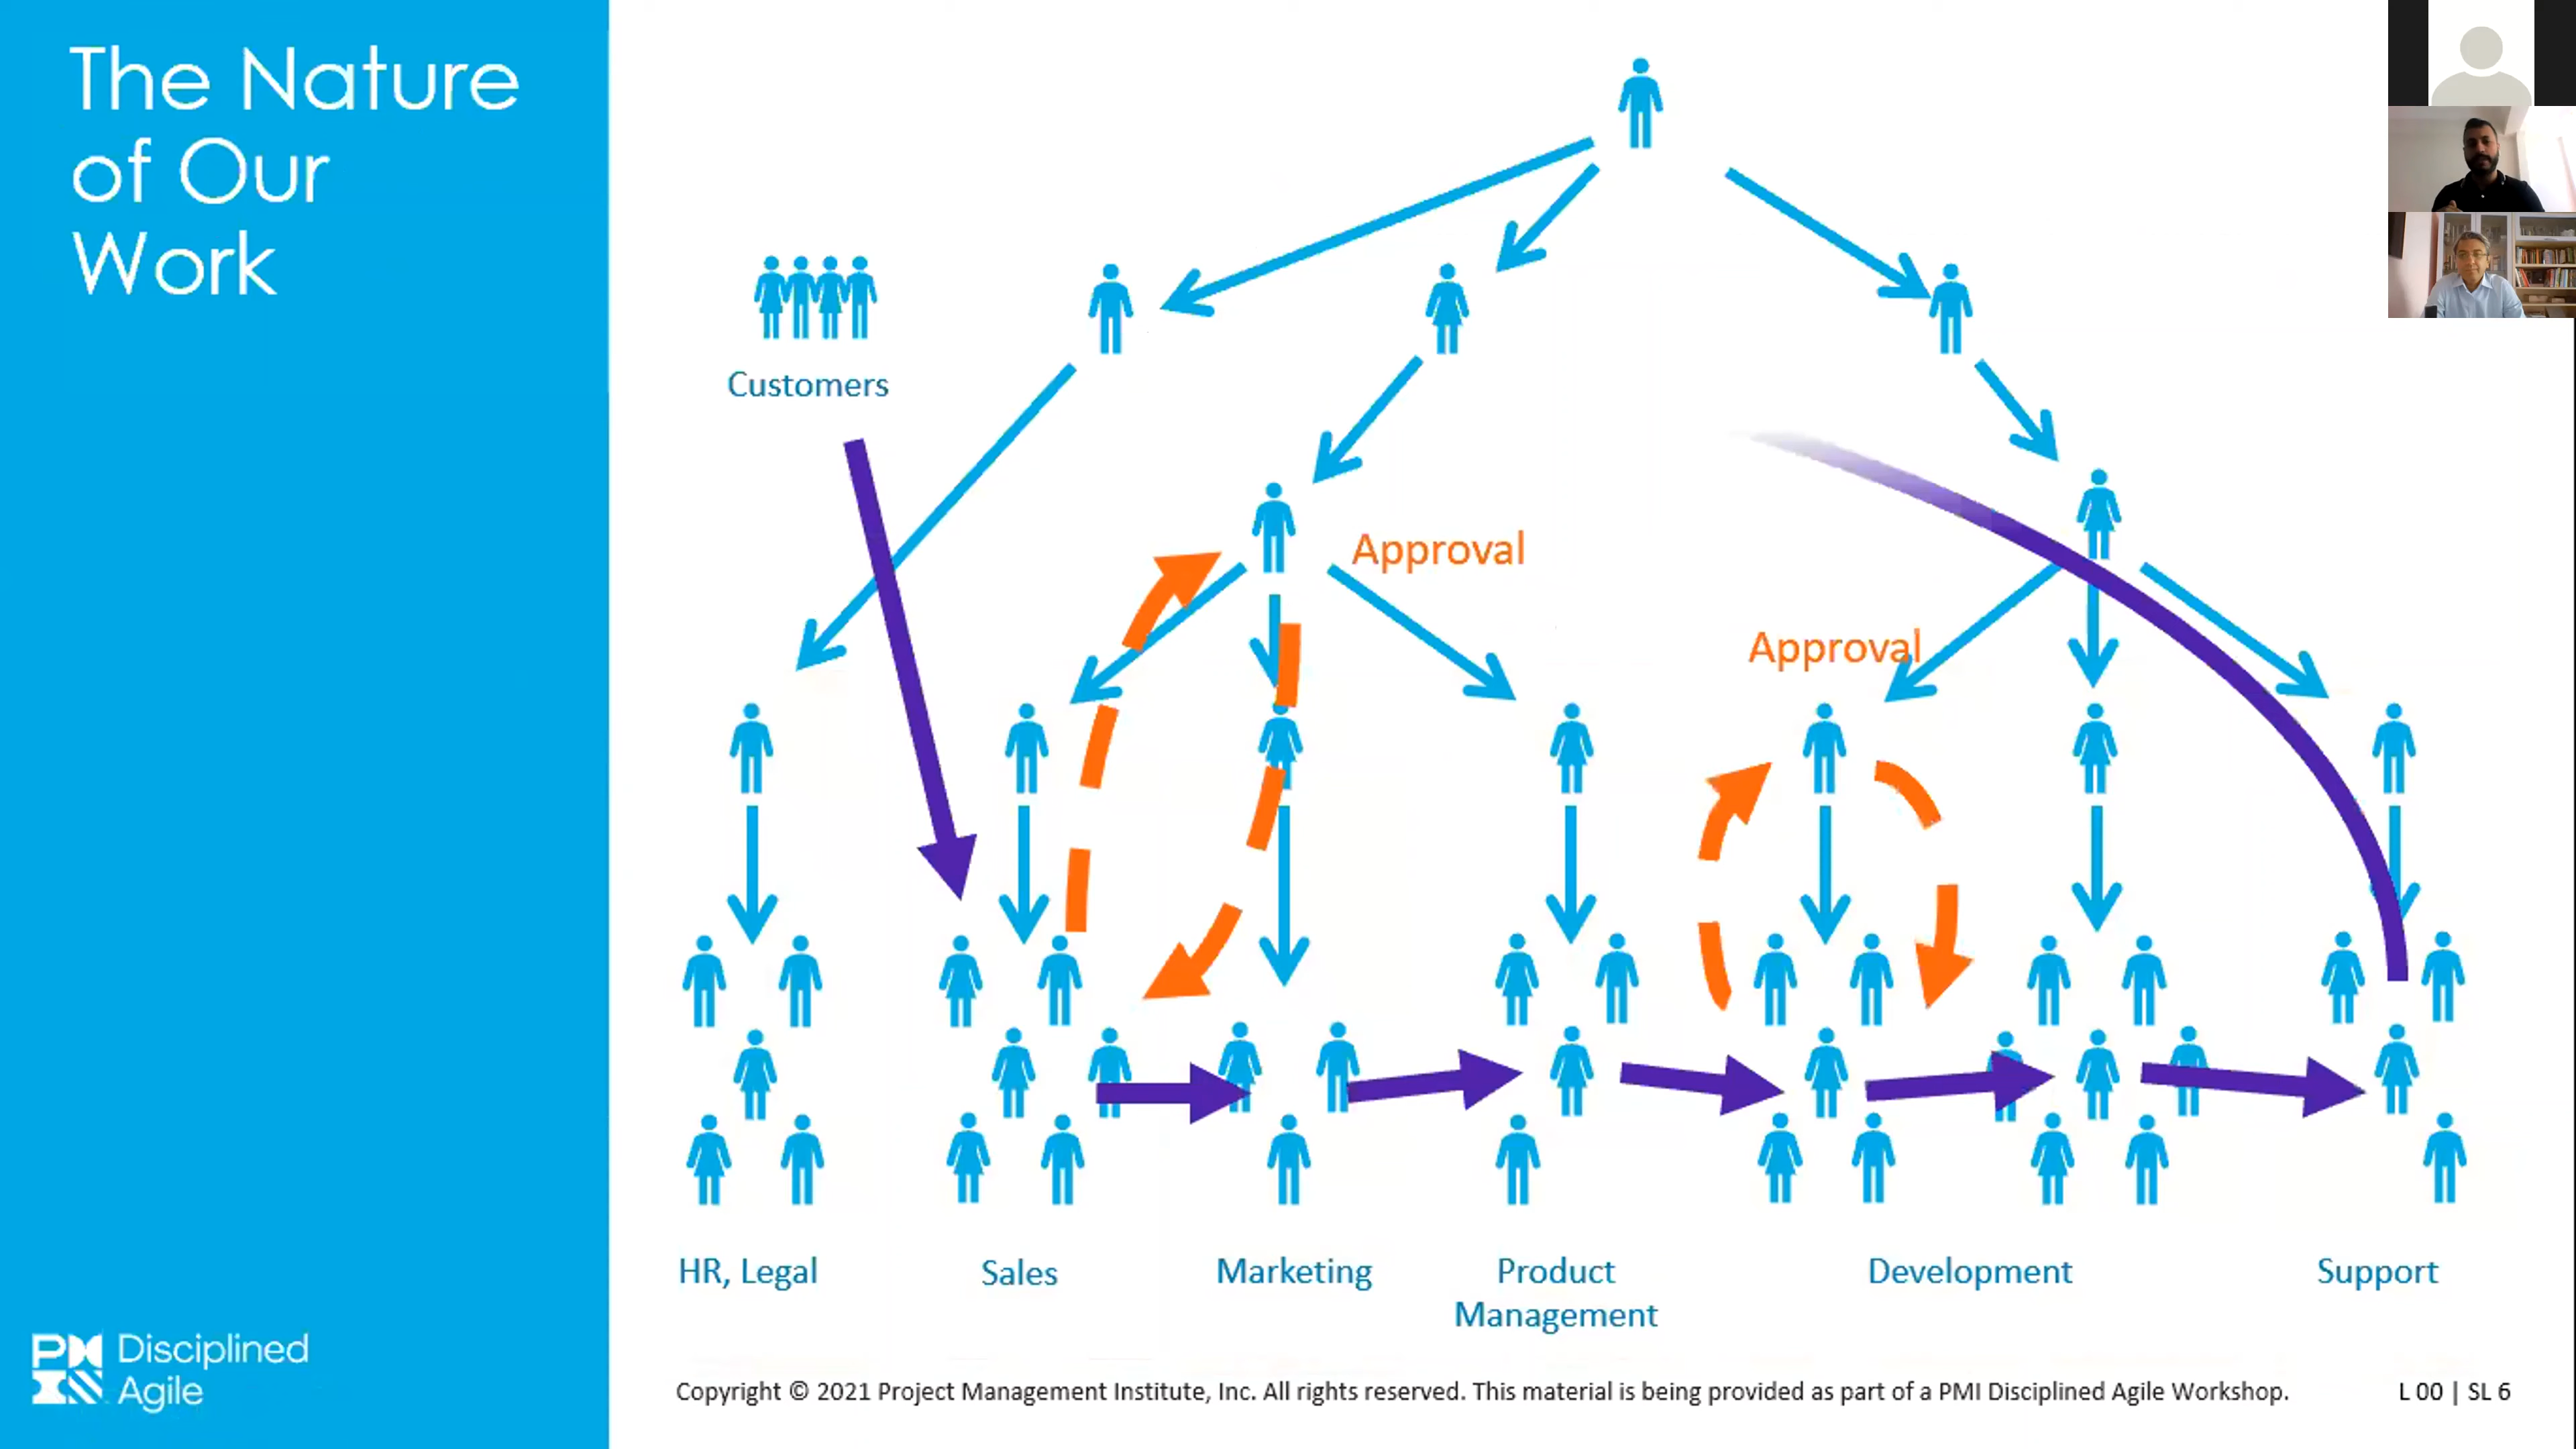 The Nature
of Our
Work
Customers
Approval
Approval
HR, Legal
Sales
Marketing
Product
Management
Development
Support
PMI Disciplined
Agile
Copyright © 2021 Project Management Institute, Inc. All rights reserved. This material is being provided as part of a PMI Disciplined Agile Workshop.
L 00 | SL 6